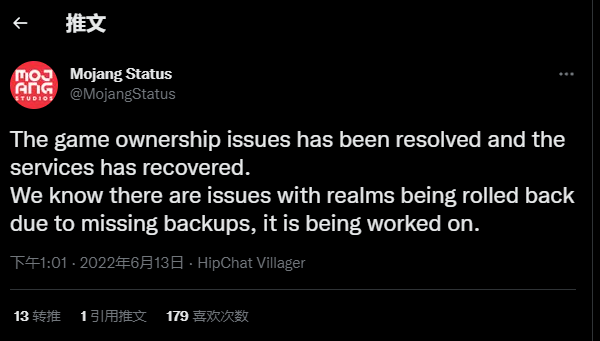 推文
MOJ
ANG
STUDIOS
Mojang Status
@MojangStatus
The game ownership issues has been resolved and the
services has recovered.
We know there are issues with realms being rolled back
due to missing backups, it is being worked on.
下午1:01 · 2022年6月13日 · HipChat Villager
13 转推 1 引用推文 179 喜欢次数